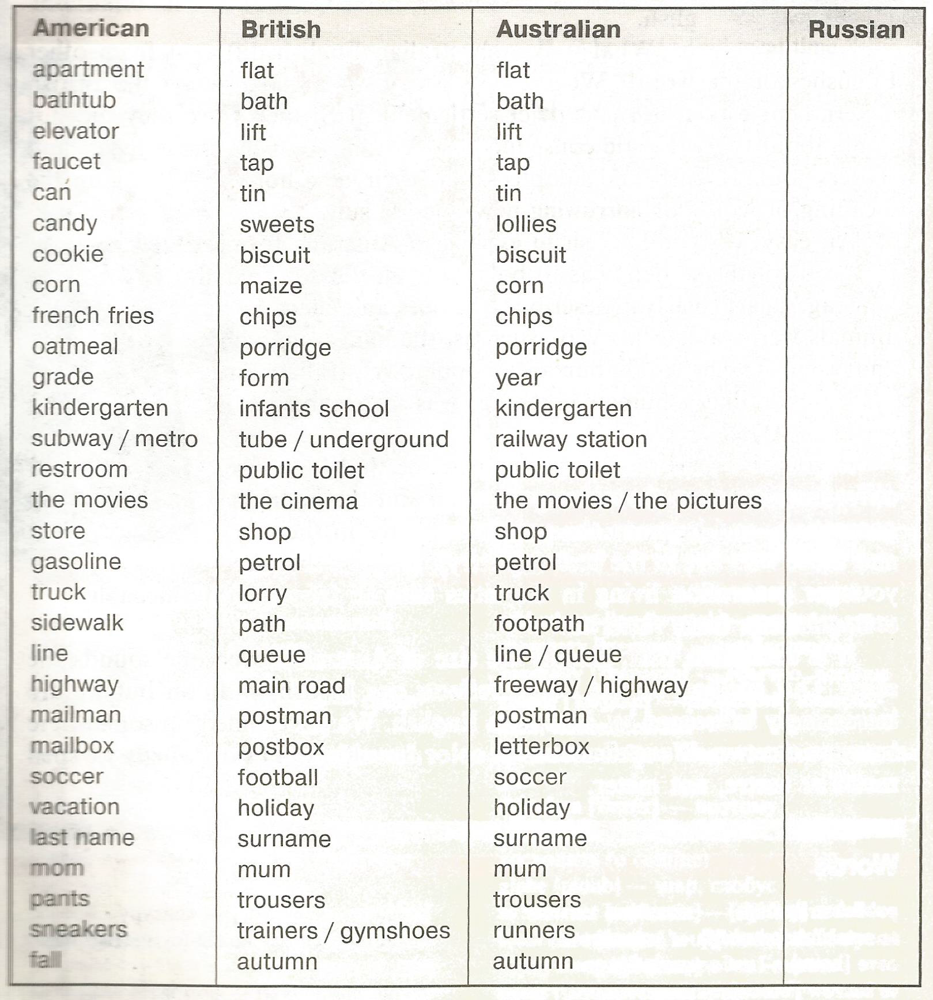 American British Australian Russian
apartment flat flat
bathtub bath bath
elevator lift lift
faucet tap tap
can tin tin
candy sweets lollies
cookie biscuit biscuit
corn maize corn
french fries chips chips
oatmeal porridge porridge
grade form year
kindergarten infants school kindergarten
subway / metro tube / underground railway station
restroom public toilet public toilet
the movies the cinema the movies / the pictures
store shop shop
gasoline petrol petrol
truck lorry truck
sidewalk path footpath
line queue line / queue
highway main road freeway / highway
mailman postman postman
mailbox postbox letterbox
soccer football soccer
vacation holiday holiday
last name surname surname
mom mum mum
pants trousers trousers
sneakers trainers / gymshoes runners
fall autumn autumn